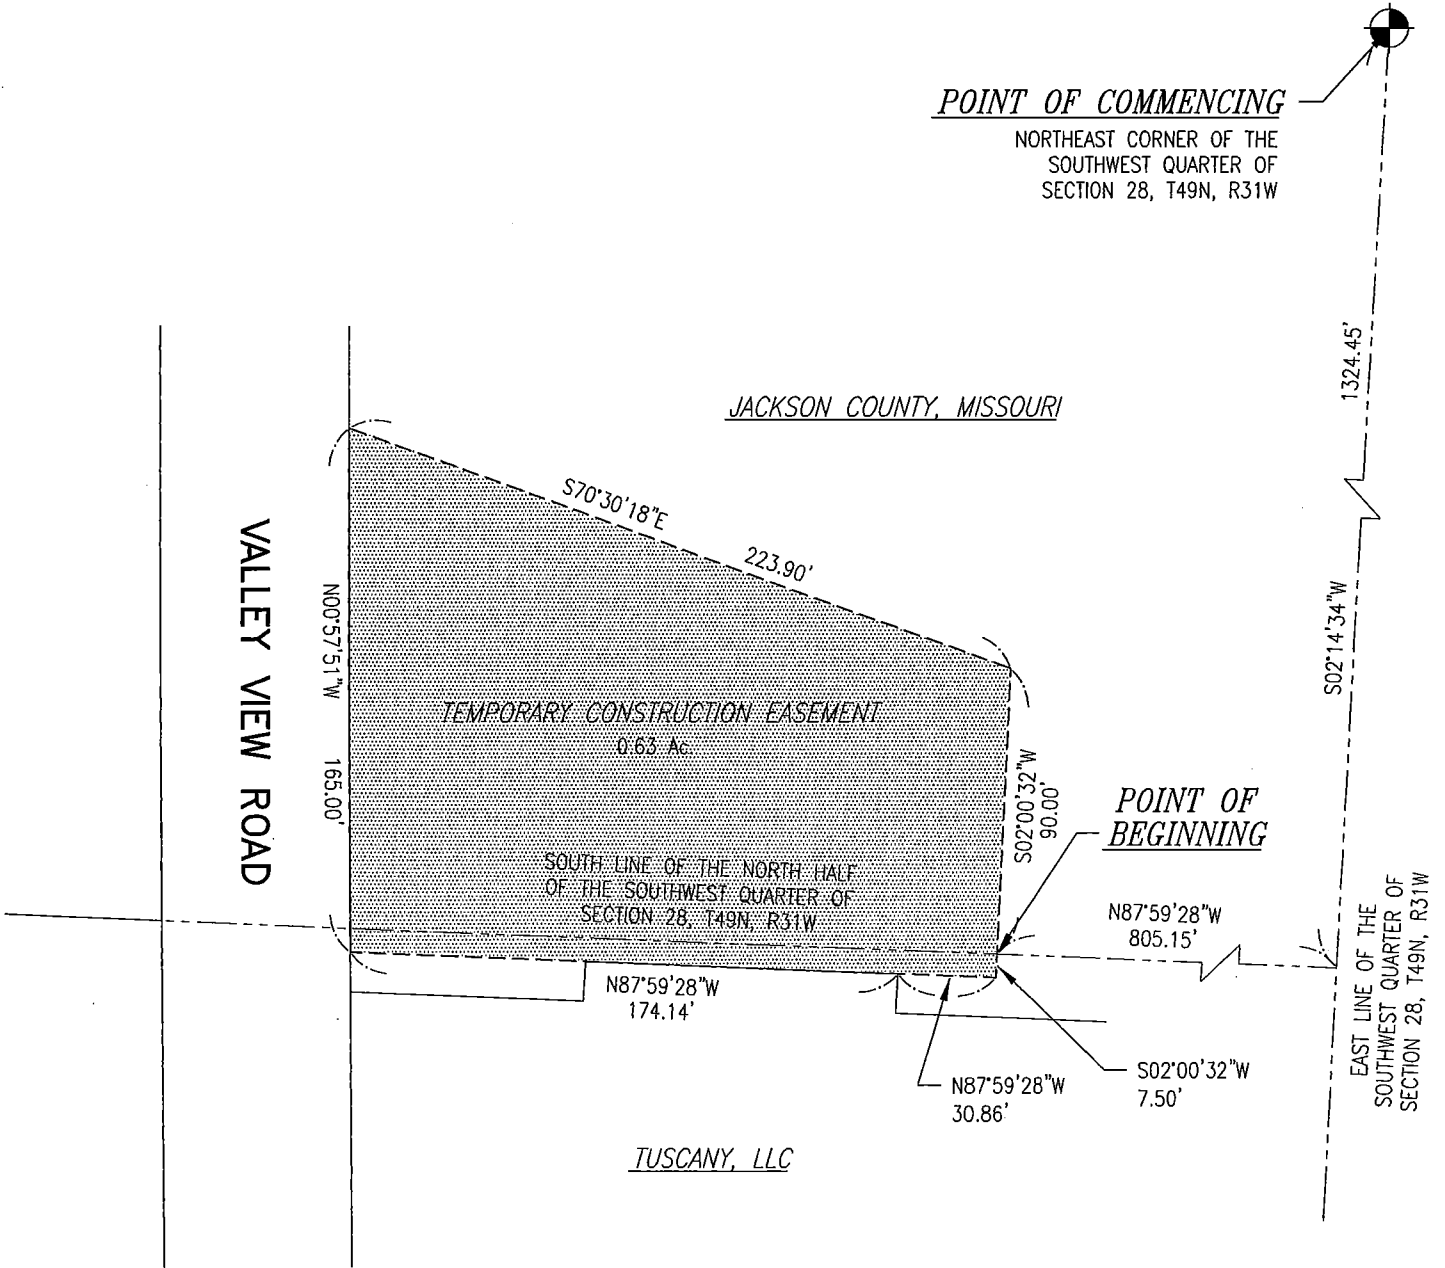 POINT OF COMMENCING
NORTHEAST CORNER OF THE
SOUTHWEST QUARTER OF
SECTION 28, T49N, R31W
1324.45'
JACKSON COUNTY, MISSOURI
S70°30'18"E
223.90'
VALLEY VIEW ROAD
N00°57'51"W
165.00'
S02°14'34"W
TEMPORARY CONSTRUCTION EASEMENT
0.63 Ac.
S02°00'32"W
90.00'
POINT OF
BEGINNING
SOUTH LINE OF THE NORTH HALF
OF THE SOUTHWEST QUARTER OF
SECTION 28, T49N, R31W
N87°59'28"W
805.15'
EAST LINE OF THE
SOUTHWEST QUARTER OF
SECTION 28, T49N, R31W
N87°59'28"W
174.14'
N87°59'28"W
30.86'
S02°00'32"W
7.50'
TUSCANY, LLC